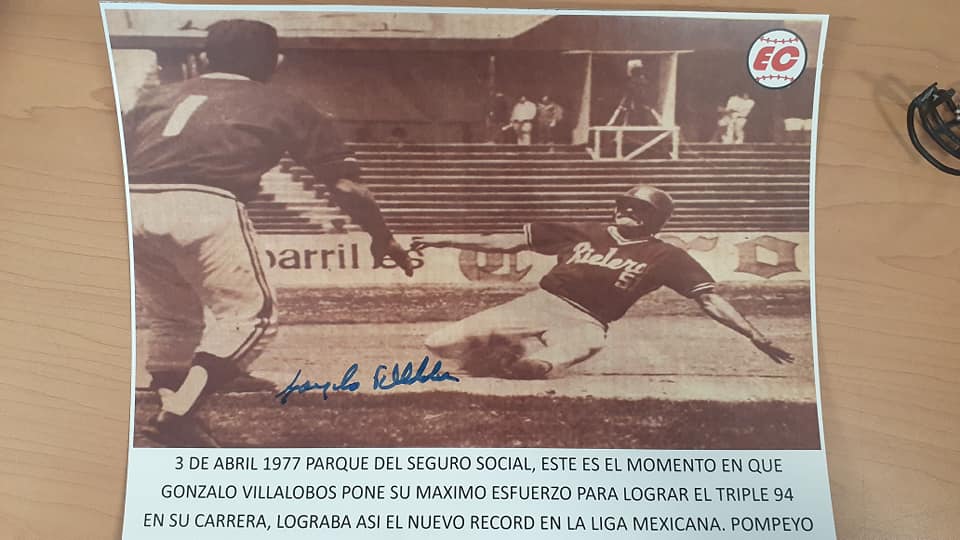 EC
1
parriles
Rielero
5
Gonzalo Villalobos
3 DE ABRIL 1977 PARQUE DEL SEGURO SOCIAL, ESTE ES EL MOMENTO EN QUE
GONZALO VILLALOBOS PONE SU MAXIMO ESFUERZO PARA LOGRAR EL TRIPLE 94
EN SU CARRERA, LOGRABA ASI EL NUEVO RECORD EN LA LIGA MEXICANA. POMPEYO